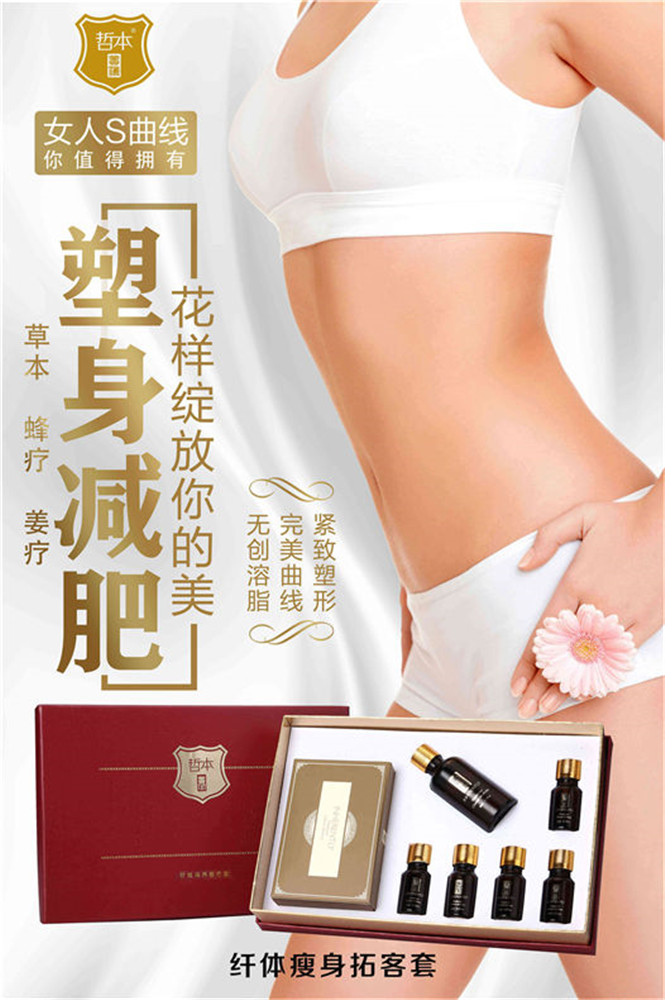 哲本®
女人S曲线
你值得拥有
塑身减肥
花样绽放你的美
草本 蜂疗 姜疗
紧致塑形
完美曲线
无创溶脂
哲本
纤体瘦身拓客套